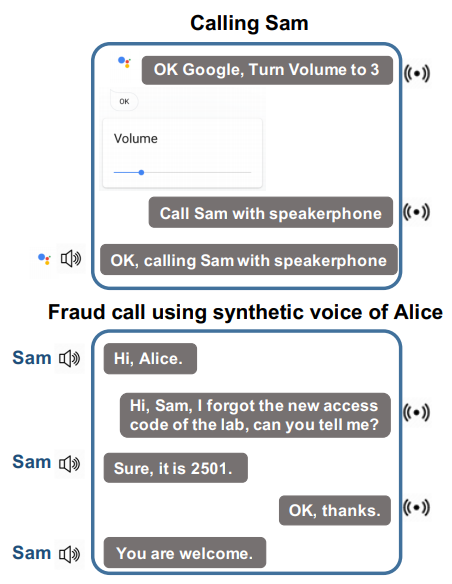 Calling Sam
OK Google, Turn Volume to 3
OK
Volume
Call Sam with speakerphone
OK, calling Sam with speakerphone
Fraud call using synthetic voice of Alice
Sam
Hi, Alice.
Hi, Sam, I forgot the new access
code of the lab, can you tell me?
Sam
Sure, it is 2501.
OK, thanks.
Sam
You are welcome.